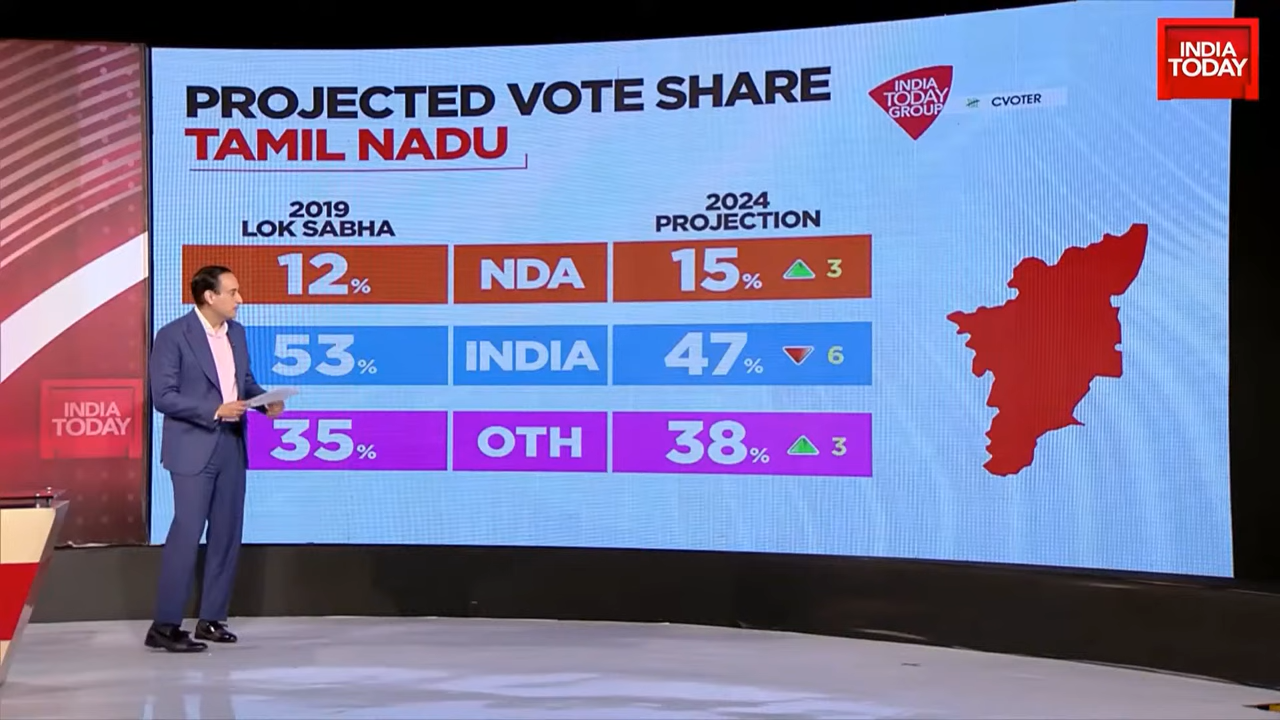 INDIA
TODAY
PROJECTED VOTE SHARE
TAMIL NADU
INDIA
TODAY
GROUP
CVOTER
2019
LOK SABHA
2024
PROJECTION
12% NDA 15% 3
53% INDIA 47% 6
35% OTH 38% 3
INDIA
TODAY